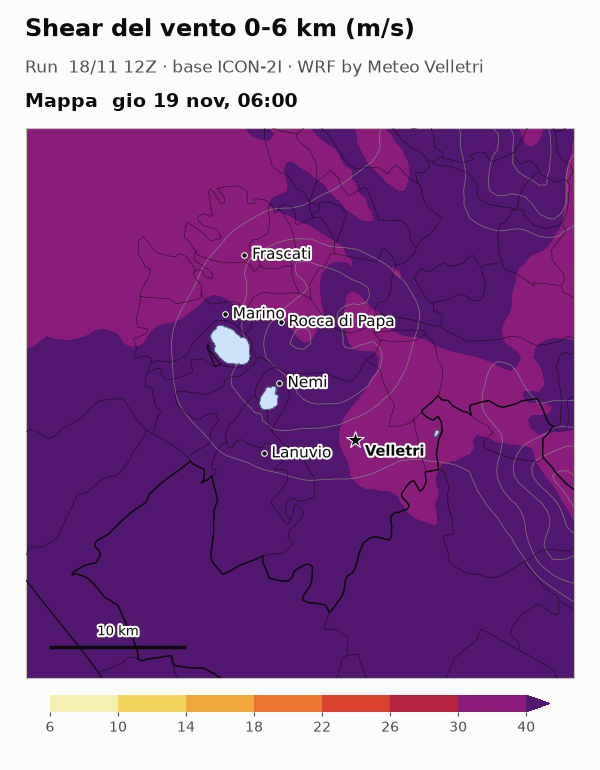 Shear del vento 0-6 km (m/s)
Run  18/11 12Z · base ICON-2I · WRF by Meteo Velletri
Mappa  gio 19 nov, 06:00
Frascati
Marino
Rocca di Papa
Nemi
Velletri
Lanuvio
10 km
6 10 14 18 22 26 30 40